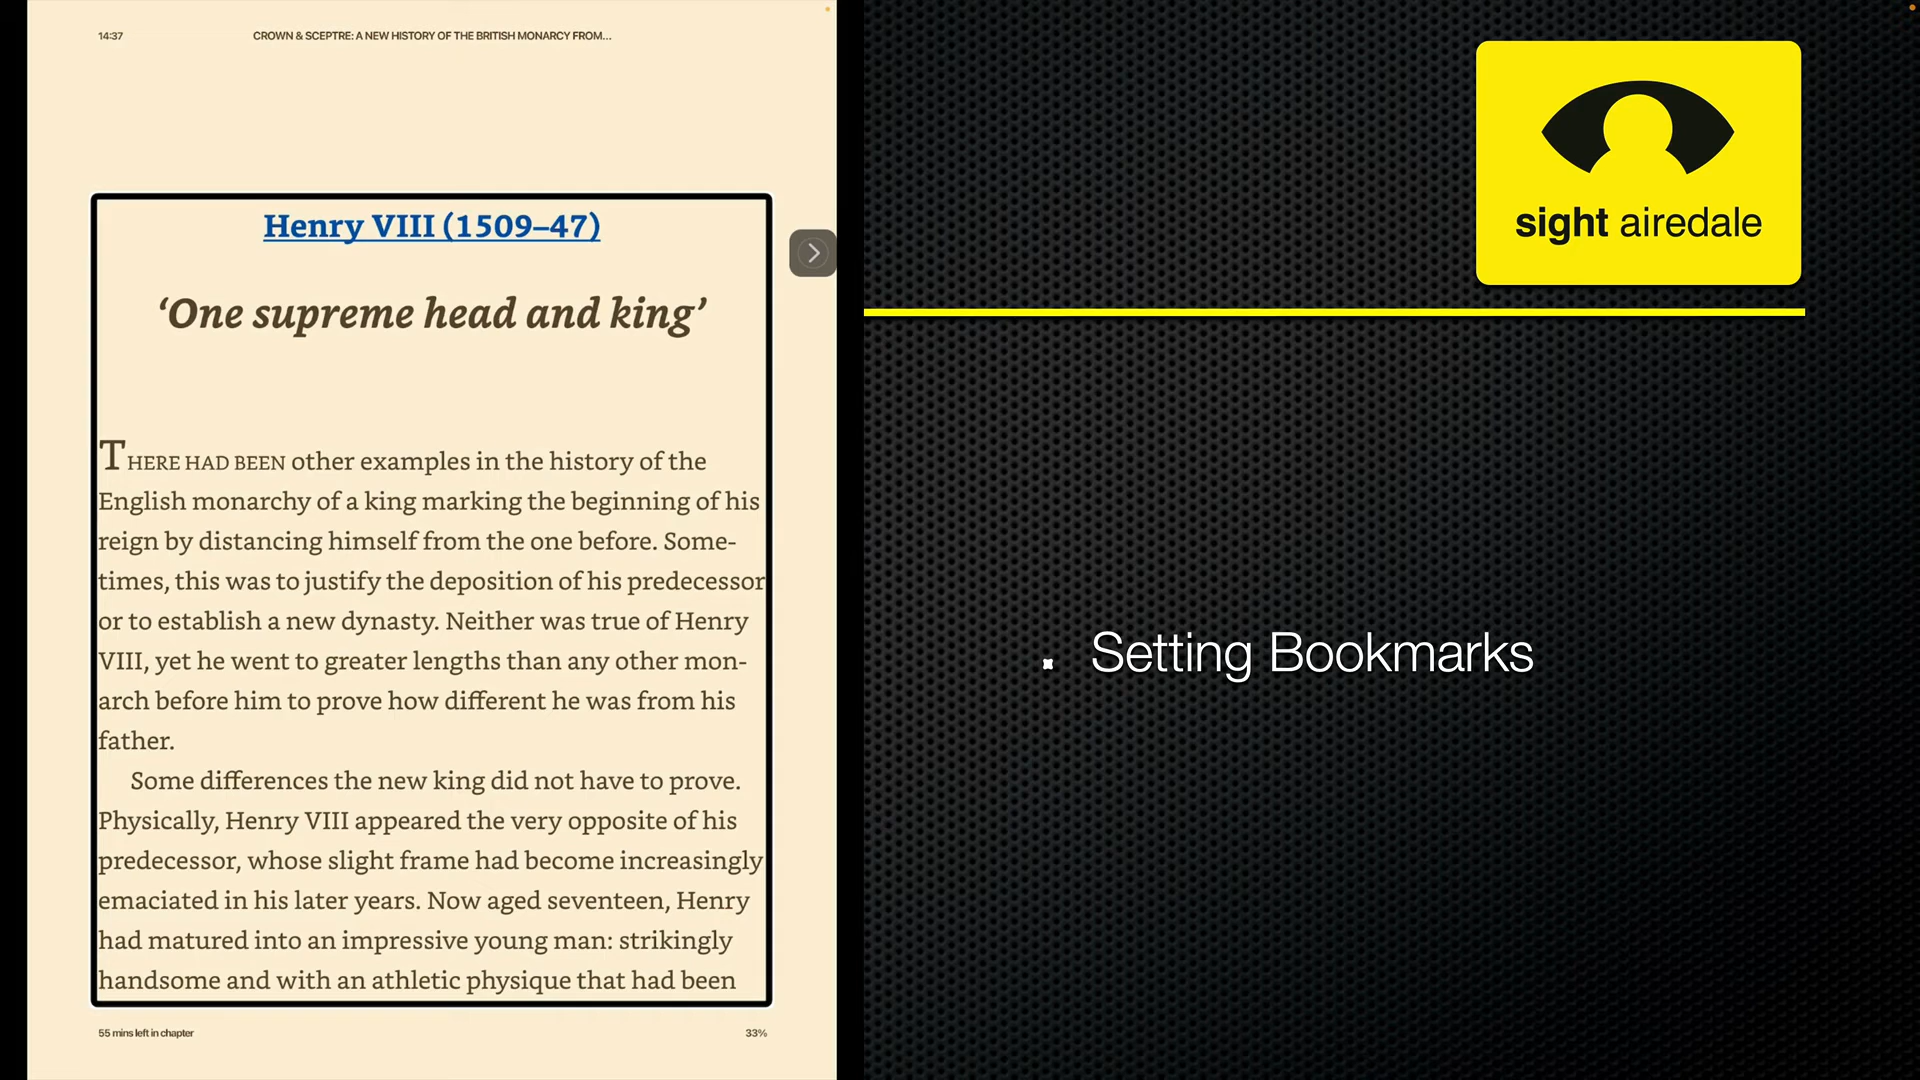 14:37
CROWN & SCEPTRE: A NEW HISTORY OF THE BRITISH MONARCY FROM...
Henry VIII (1509–47)
‘One supreme head and king’
THERE HAD BEEN other examples in the history of the
English monarchy of a king marking the beginning of his
reign by distancing himself from the one before. Some-
times, this was to justify the deposition of his predecessor
or to establish a new dynasty. Neither was true of Henry
VIII, yet he went to greater lengths than any other mon-
arch before him to prove how different he was from his
father.
Some differences the new king did not have to prove.
Physically, Henry VIII appeared the very opposite of his
predecessor, whose slight frame had become increasingly
emaciated in his later years. Now aged seventeen, Henry
had matured into an impressive young man: strikingly
handsome and with an athletic physique that had been
55 mins left in chapter
33%
sight airedale
Setting Bookmarks